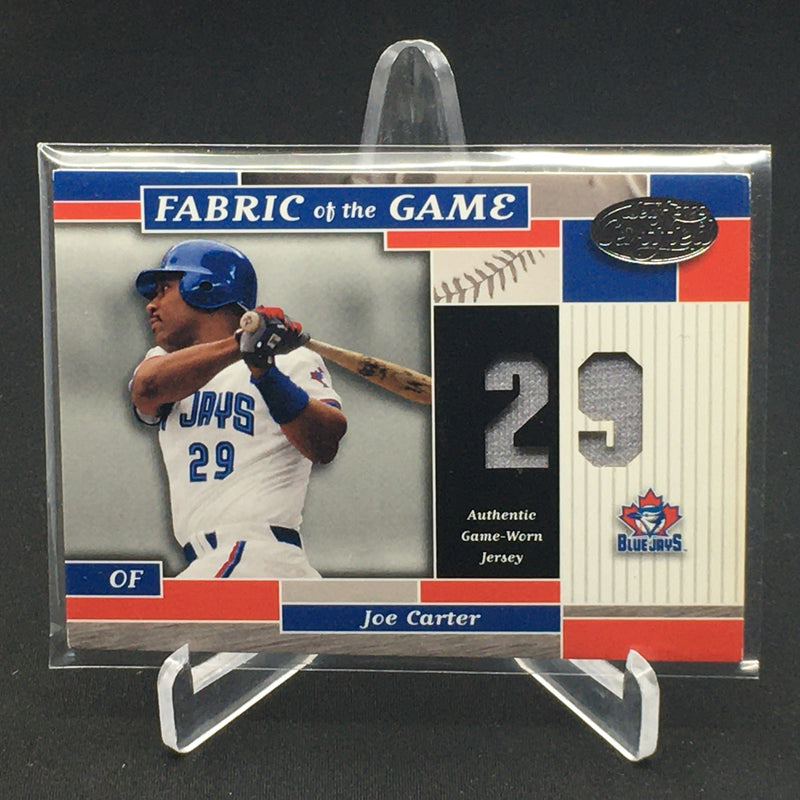 FABRIC of the GAME
Leaf Certified
JAYS
29
29
Authentic
Game-Worn
Jersey
BLUE JAYS
OF
Joe Carter